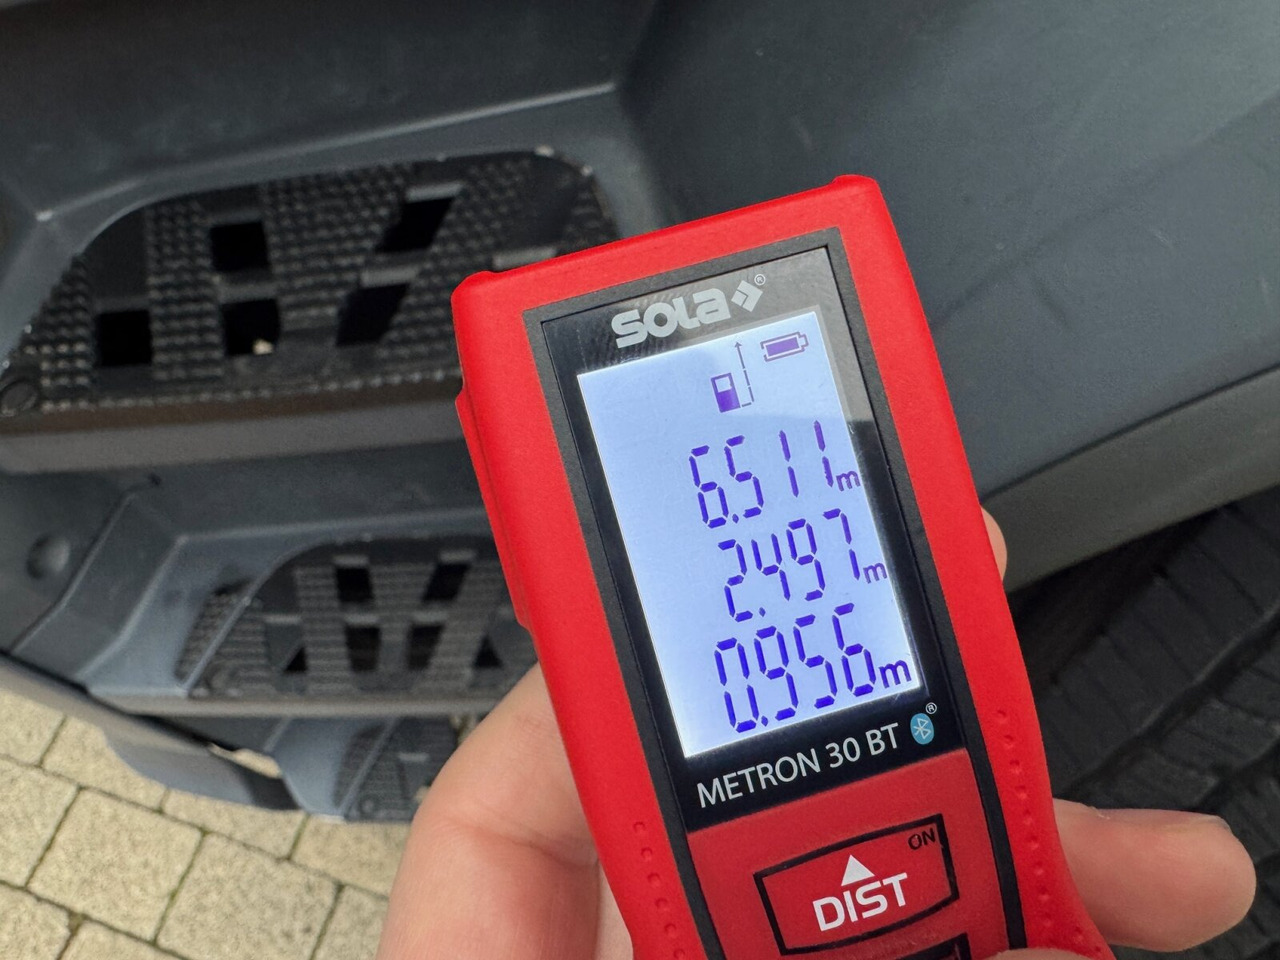 sola®
6.511m
2.497m
0.956m
METRON 30 BT ®
ON
DIST